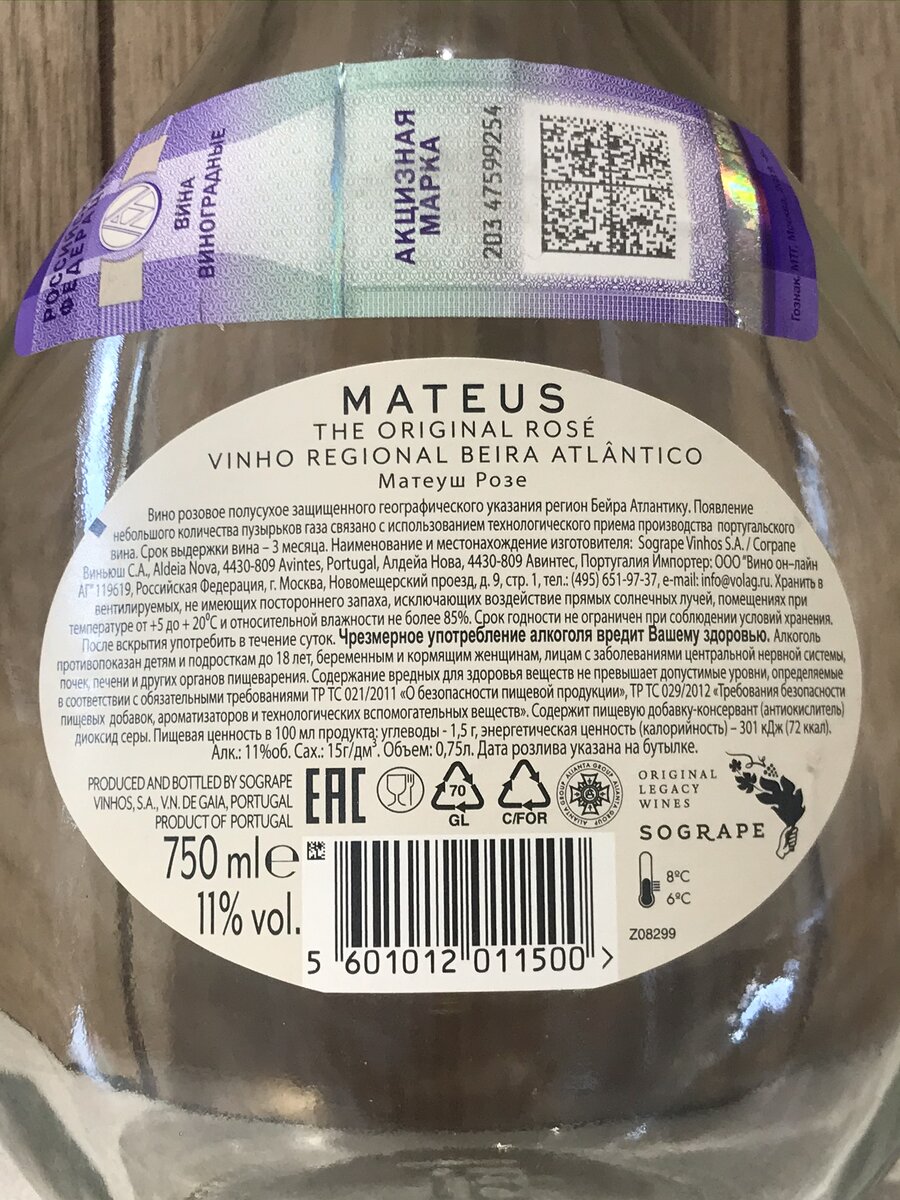 РОССИЙ
ФЕДЕРАЦ
ВИНА
ВИНОГРАДНЫЕ
АКЦИЗНАЯ
МАРКА
203 47599254
Гознак, МТГ, Москва,
MATEUS
THE ORIGINAL ROSÉ
VINHO REGIONAL BEIRA ATLÂNTICO
Матеуш Розе
Вино розовое полусухое защищенного географического указания регион Бейра Атлантику. Появление
небольшого количества пузырьков газа связано с использованием технологического приема производства португальского
вина. Срок выдержки вина – 3 месяца. Наименование и местонахождение изготовителя: Sogrape Vinhos S.A. / Сограпе
Виньюш С.А., Aldeia Nova, 4430-809 Avintes, Portugal, Алдейа Нова, 4430-809 Авинтес, Португалия Импортер: ООО "Вино он–лайн
АГ" 119619, Российская Федерация, г. Москва, Новомещерский проезд, д. 9, стр. 1, тел.: (495) 651-97-37, e-mail: info@volag.ru. Хранить в
вентилируемых, не имеющих постороннего запаха, исключающих воздействие прямых солнечных лучей, помещениях при
температуре от +5 до + 20⁰С и относительной влажности не более 85%. Срок годности не ограничен при соблюдении условий хранения.
После вскрытия употребить в течение суток. Чрезмерное употребление алкоголя вредит Вашему здоровью. Алкоголь
противопоказан детям и подросткам до 18 лет, беременным и кормящим женщинам, лицам с заболеваниями центральной нервной системы,
почек, печени и других органов пищеварения. Содержание вредных для здоровья веществ не превышает допустимые уровни, определяемые
в соответствии с обязательными требованиями ТР ТС 021/2011 «О безопасности пищевой продукции», ТР ТС 029/2012 «Требования безопасности
пищевых добавок, ароматизаторов и технологических вспомогательных веществ». Содержит пищевую добавку-консервант (антиокислитель)
диоксид серы. Пищевая ценность в 100 мл продукта: углеводы - 1,5 г, энергетическая ценность (калорийность) – 301 кДж (72 ккал).
Алк.: 11%об. Сах.: 15г/дм³. Объем: 0,75л. Дата розлива указана на бутылке.
PRODUCED AND BOTTLED BY SOGRAPE
VINHOS, S.A., V.N. DE GAIA, PORTUGAL
PRODUCT OF PORTUGAL
EAC
70
GL
C/FOR
ALIANTA GROUP ALIANTA GROUP
ORIGINAL
LEGACY
WINES
SOGRAPE
750 ml e
11% vol.
8ºC
6ºC
Z08299
5 601012 011500 >